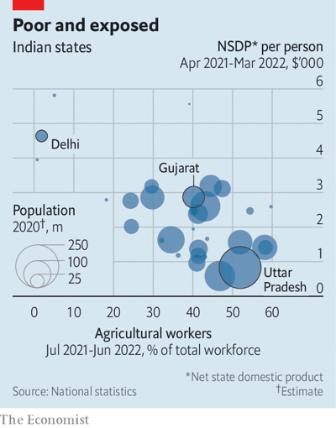 Poor and exposed
Indian states
NSDP* per person
Apr 2021-Mar 2022, $'000
6
5
4
3
2
1
0
Delhi
Gujarat
Uttar
Pradesh
Population
2020†, m
250
100
25
0 10 20 30 40 50 60
Agricultural workers
Jul 2021-Jun 2022, % of total workforce
*Net state domestic product
Source: National statistics †Estimate
The Economist